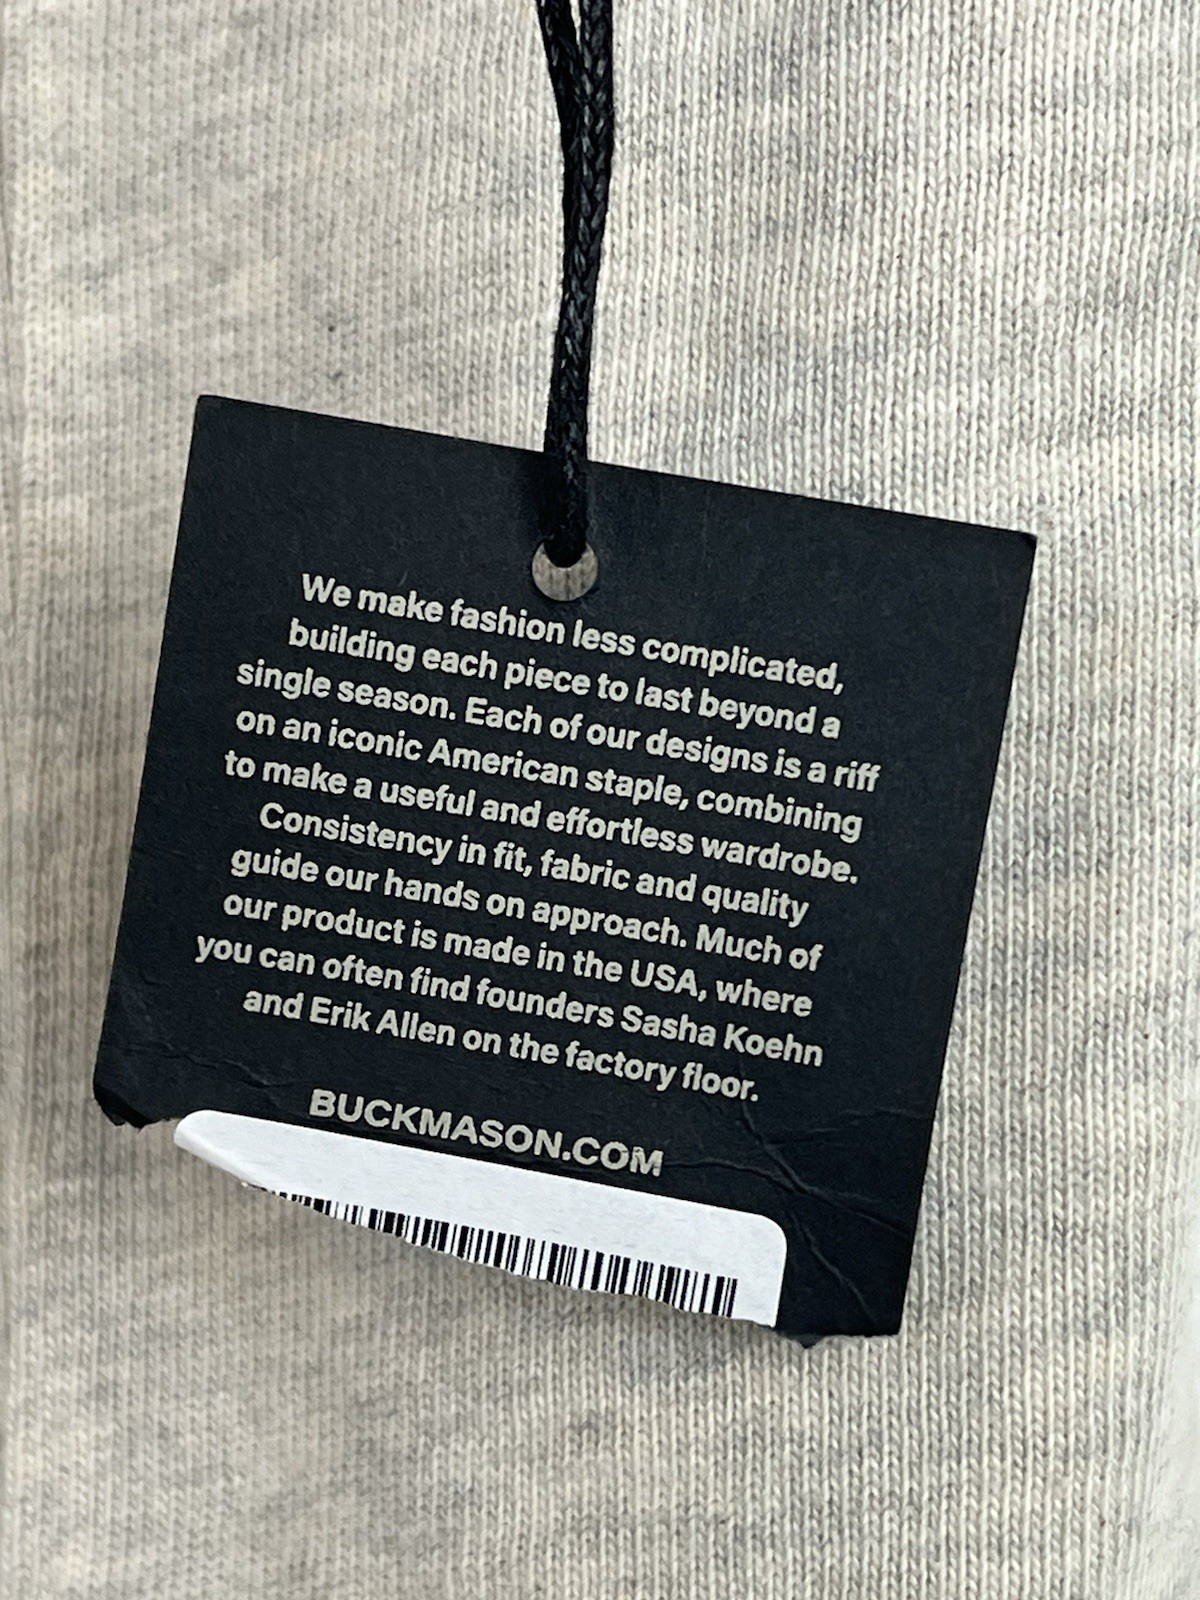 We make fashion less complicated,
building each piece to last beyond a
single season. Each of our designs is a riff
on an iconic American staple, combining
to make a useful and effortless wardrobe.
Consistency in fit, fabric and quality
guide our hands on approach. Much of
our product is made in the USA, where
you can often find founders Sasha Koehn
and Erik Allen on the factory floor.
BUCKMASON.COM